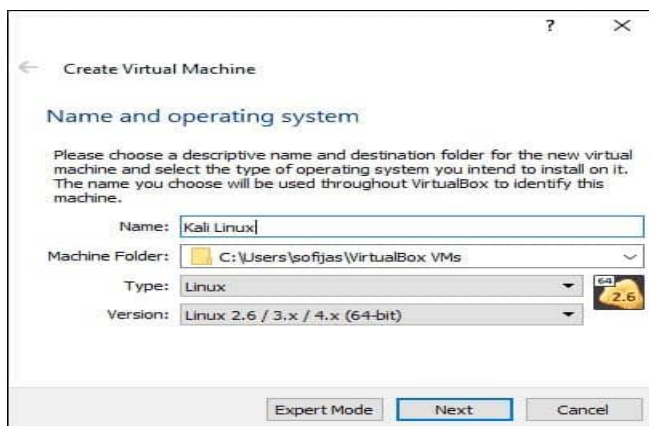 ?
Create Virtual Machine
Name and operating system
Please choose a descriptive name and destination folder for the new virtual
machine and select the type of operating system you intend to install on it.
The name you choose will be used throughout VirtualBox to identify this
machine.
Name: Kali Linux
Machine Folder: C:\Users\sofijas\VirtualBox VMs
Type: Linux
64
2.6
Version: Linux 2.6 / 3.x / 4.x (64-bit)
Expert Mode Next Cancel